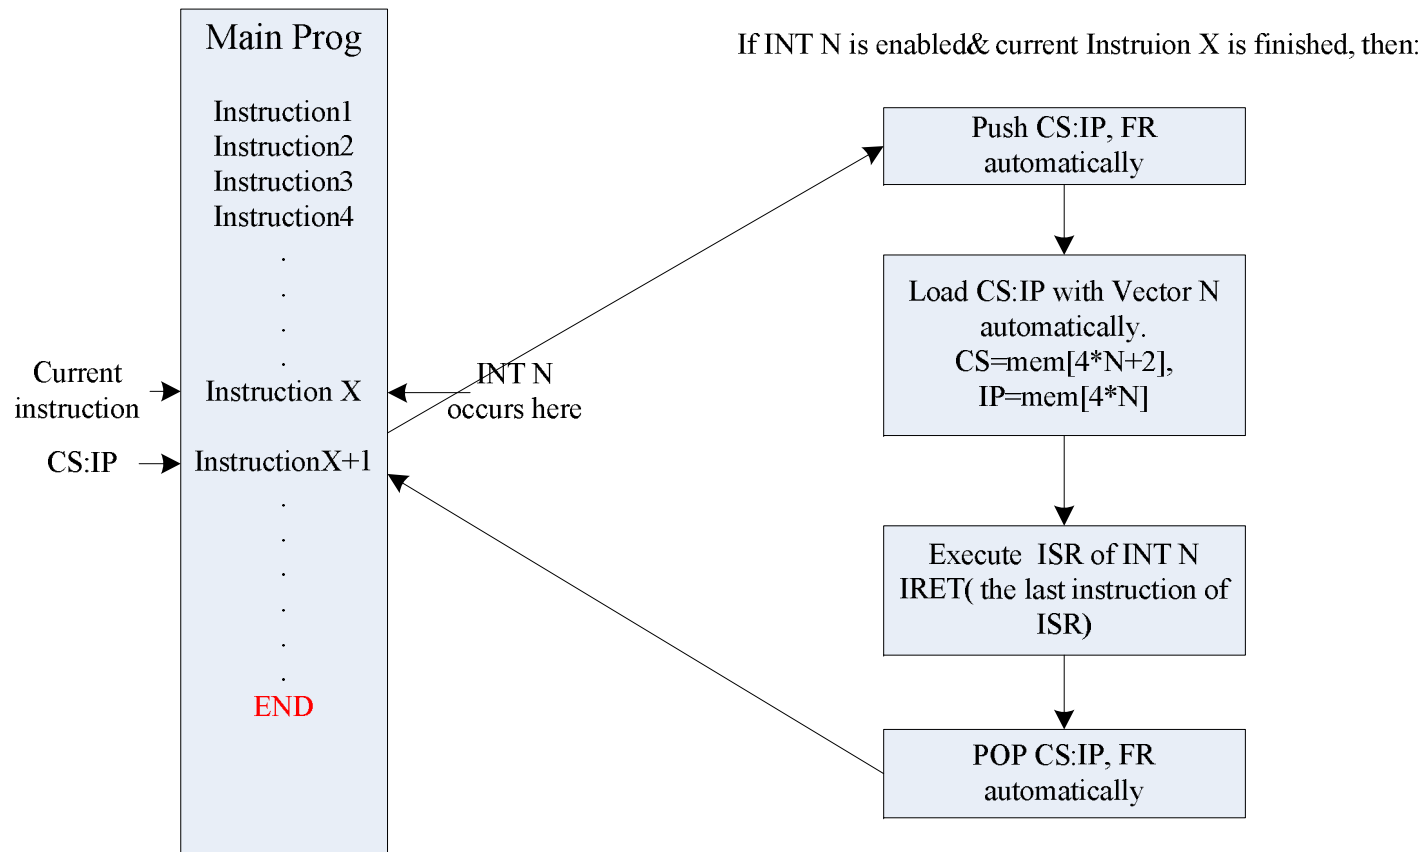 Main Prog
Instruction1
Instruction2
Instruction3
Instruction4
.
.
.
.
Current
instruction
Instruction X
INT N
occurs here
CS:IP
InstructionX+1
.
.
.
.
.
.
END
If INT N is enabled& current Instruion X is finished, then:
Push CS:IP, FR
automatically
Load CS:IP with Vector N
automatically.
CS=mem[4*N+2],
IP=mem[4*N]
Execute ISR of INT N
IRET( the last instruction of
ISR)
POP CS:IP, FR
automatically